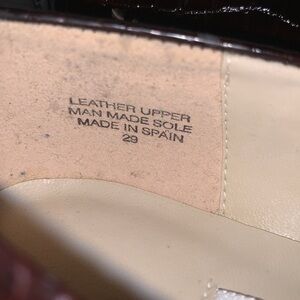 LEATHER UPPER
MAN MADE SOLE
MADE IN SPAIN
29